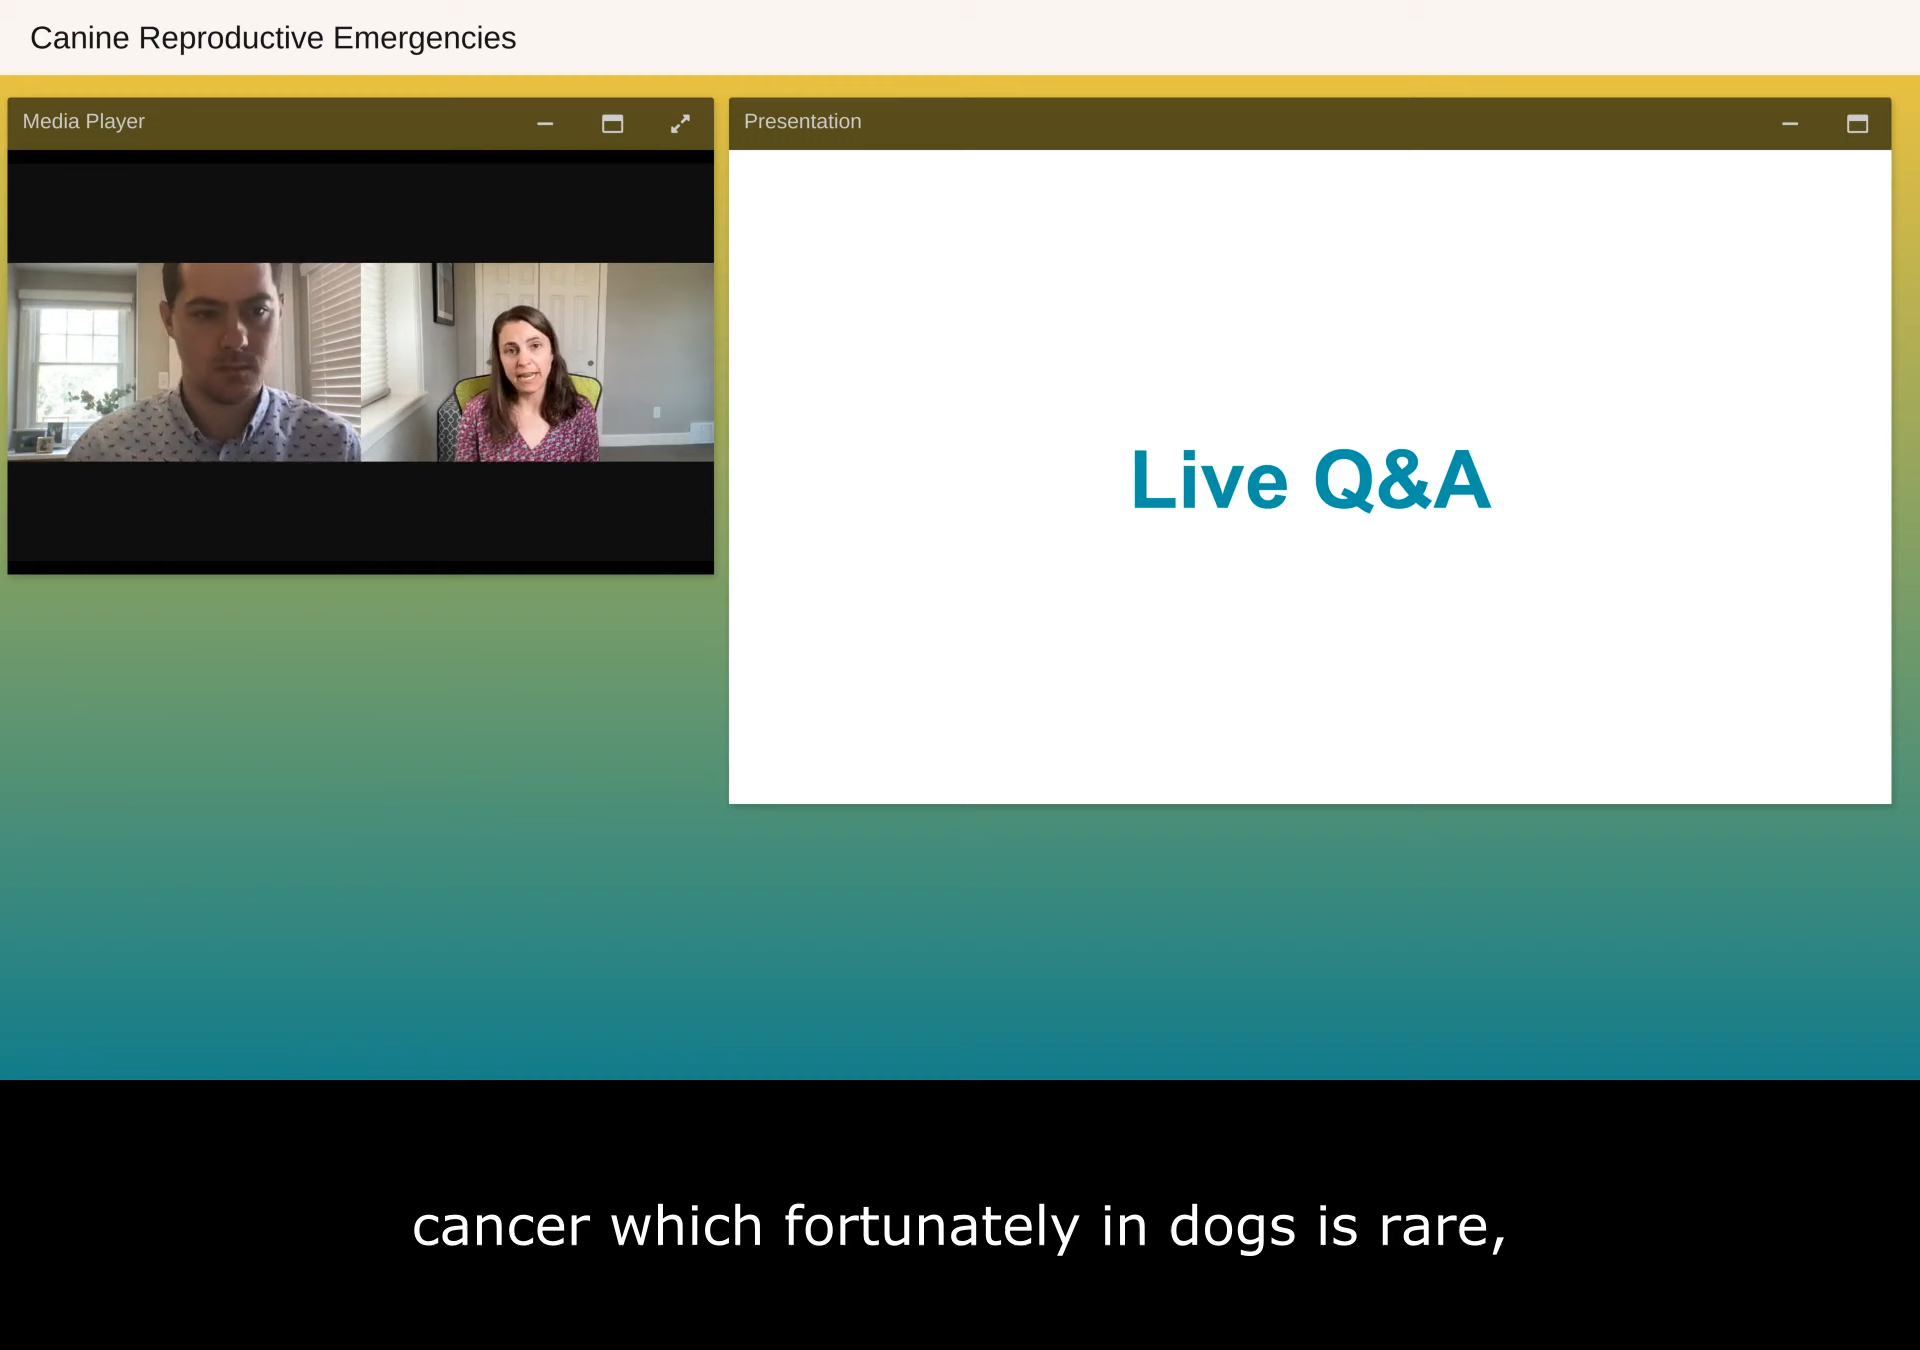 Canine Reproductive Emergencies
Media Player
Presentation
Live Q&A
cancer which fortunately in dogs is rare,